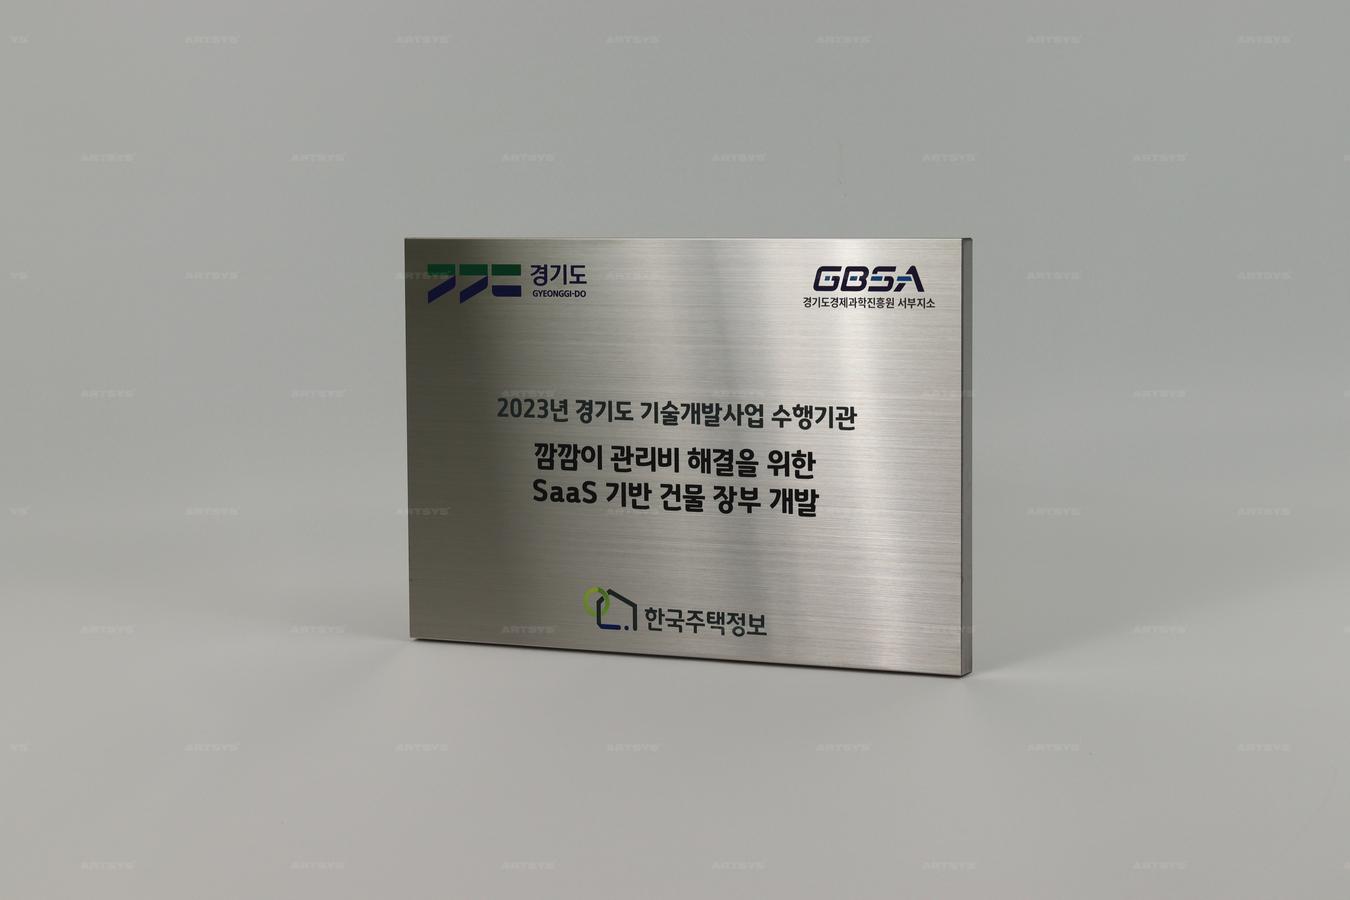 경기도
GYEONGGI-DO
GBSA
경기도경제과학진흥원 서부지소
2023년 경기도 기술개발사업 수행기관
깜깜이 관리비 해결을 위한
SaaS 기반 건물 장부 개발
한국주택정보
ARTSYS